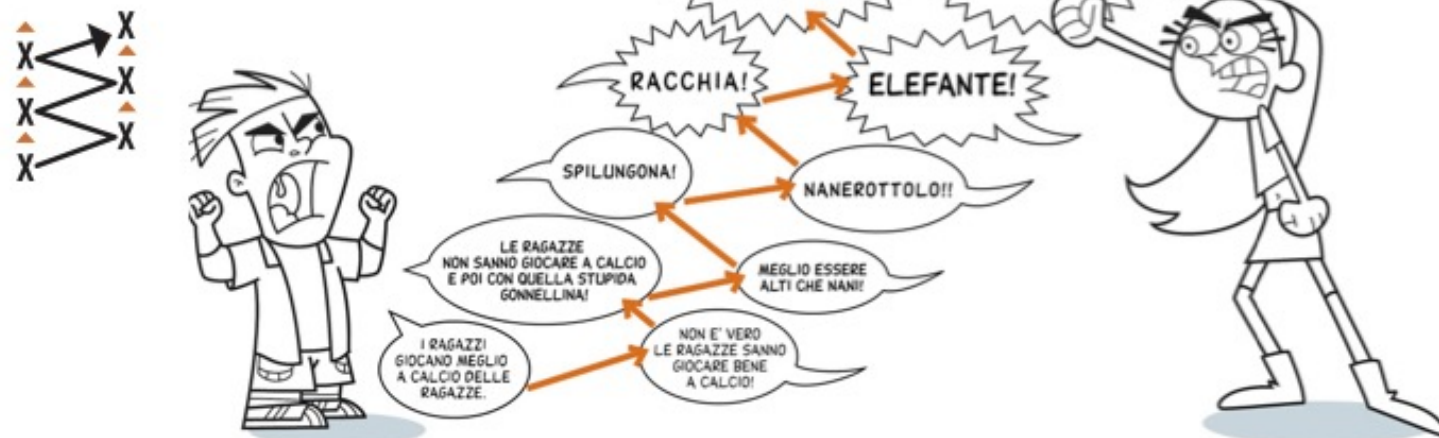 X
X
X
X
X
X
RACCHIA!
ELEFANTE!
SPILUNGONA!
NANEROTTOLO!!
LE RAGAZZE
NON SANNO GIOCARE A CALCIO
E POI CON QUELLA STUPIDA
GONNELLINA!
MEGLIO ESSERE
ALTI CHE NANI!
I RAGAZZI
GIOCANO MEGLIO
A CALCIO DELLE
RAGAZZE.
NON E' VERO
LE RAGAZZE SANNO
GIOCARE BENE
A CALCIO!